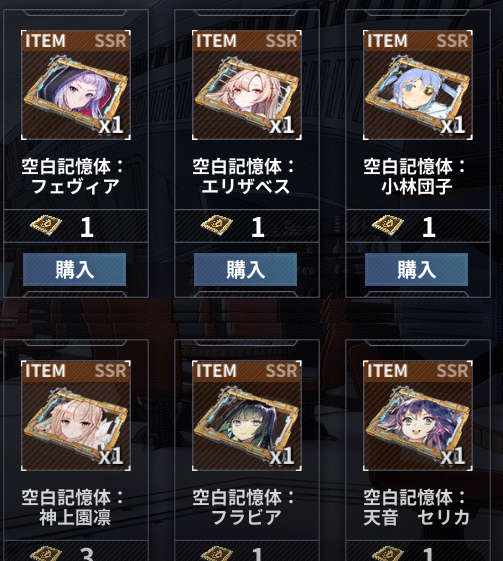 ITEM SSR ITEM SSR ITEM SSR
x1 x1 x1
空白記憶体： 空白記憶体： 空白記憶体：
フェヴィア エリザベス 小林団子
1 1 1
購入 購入 購入
ITEM SSR ITEM SSR ITEM SSR
x1 x1 x1
空白記憶体： 空白記憶体： 空白記憶体：
神上園凛 フラビア 天音　セリカ
3 1 1